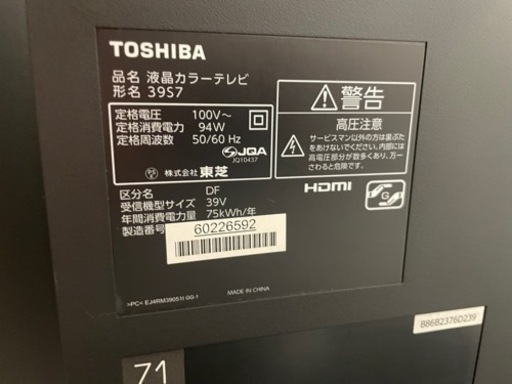 TOSHIBA
品名 液晶カラーテレビ
形名 39S7
定格電圧 100V～
定格消費電力 94W
定格周波数 50/60 Hz
JQA
JQ10437
株式会社 東芝
警告
高圧注意
サービスマン以外の方は裏ぶた
をあけないでください。内部には
高電圧部分が数多くあり、万一
さわると危険です。
区分名 DF
受信機型サイズ 39V
年間消費電力量 75kWh/年
製造番号 60226592
HDMI
G
>PC< EJ4RM39051I GG-1
MADE IN CHINA
B86B2376D239
Z1